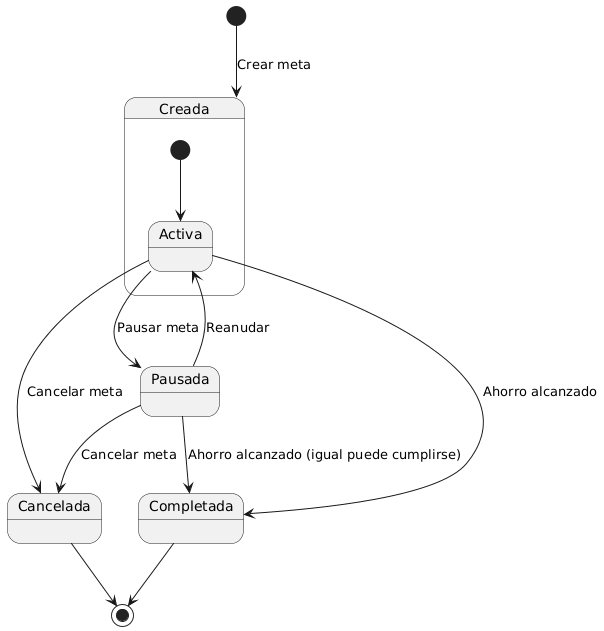 Crear meta
Creada
Activa
Pausar meta
Reanudar
Pausada
Cancelar meta
Ahorro alcanzado
Cancelar meta
Ahorro alcanzado (igual puede cumplirse)
Cancelada
Completada